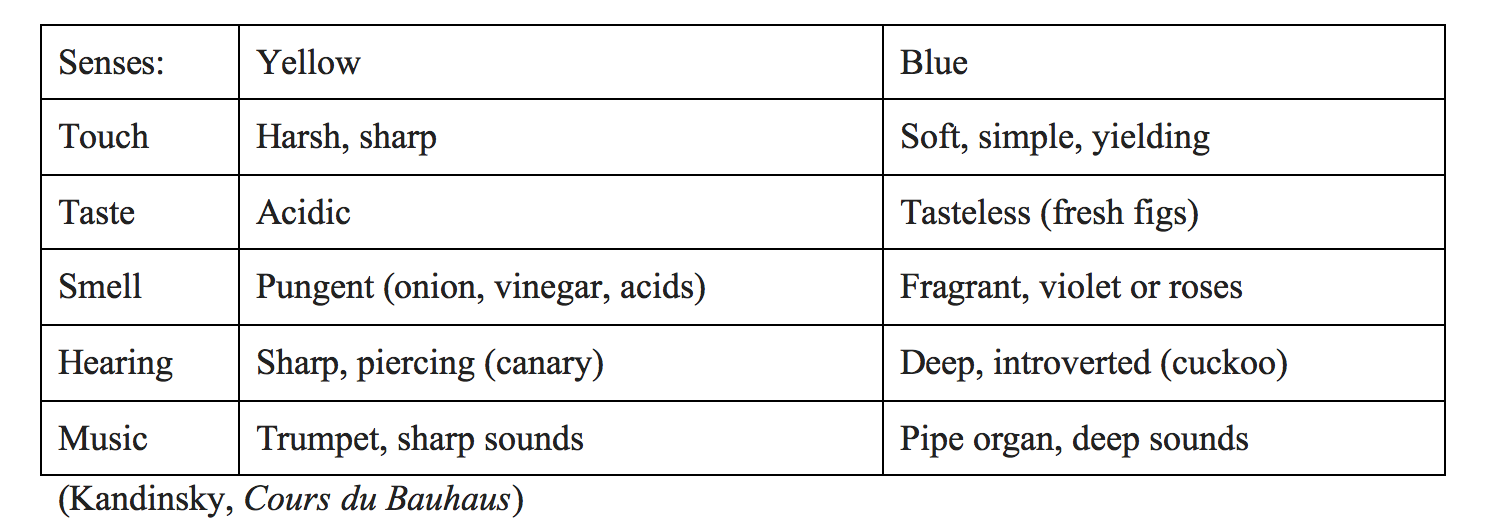 Senses: Yellow Blue
Touch Harsh, sharp Soft, simple, yielding
Taste Acidic Tasteless (fresh figs)
Smell Pungent (onion, vinegar, acids) Fragrant, violet or roses
Hearing Sharp, piercing (canary) Deep, introverted (cuckoo)
Music Trumpet, sharp sounds Pipe organ, deep sounds
(Kandinsky, Cours du Bauhaus)